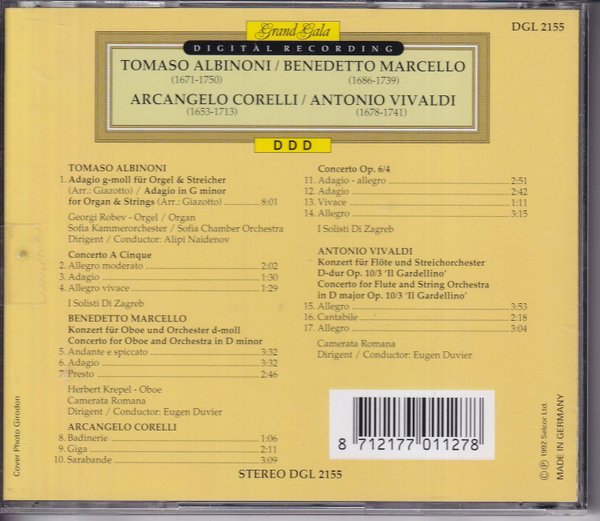 Grand Gala
DGL 2155
DIGITAL RECORDING
TOMASO ALBINONI / BENEDETTO MARCELLO
(1671-1750) (1686-1739)
ARCANGELO CORELLI / ANTONIO VIVALDI
(1653-1713) (1678-1741)
DDD
TOMASO ALBINONI
1. Adagio g-moll für Orgel & Streicher
(Arr.: Giazotto) / Adagio in G minor
for Organ & Strings (Arr.: Giazotto) 8:01
Georgi Robev - Orgel / Organ
Sofia Kammerorchester / Sofia Chamber Orchestra
Dirigent / Conductor: Alipi Naidenov
Concerto A Cinque
2. Allegro moderato 2:02
3. Adagio 1:30
4. Allegro vivace 1:29
I Solisti Di Zagreb
BENEDETTO MARCELLO
Konzert für Oboe und Orchester d-moll
Concerto for Oboe and Orchestra in D minor
5. Andante e spiccato 3:32
6. Adagio 3:32
7. Presto 2:46
Herbert Krepel - Oboe
Camerata Romana
Dirigent / Conductor: Eugen Duvier
ARCANGELO CORELLI
8. Badinerie 1:06
9. Giga 2:11
10. Sarabande 3:09
Concerto Op. 6/4
11. Adagio - allegro 2:51
12. Adagio 2:42
13. Vivace 1:11
14. Allegro 3:15
I Solisti Di Zagreb
ANTONIO VIVALDI
Konzert für Flöte und Streichorchester
D-dur Op. 10/3 'Il Gardellino'
Concerto for Flute and String Orchestra
in D major Op. 10/3 'Il Gardellino'
15. Allegro 3:53
16. Cantabile 2:18
17. Allegro 3:04
Camerata Romana
Dirigent / Conductor: Eugen Duvier
8 712177 011278
STEREO DGL 2155
Cover Photo Girodon
© ℗ 1992 Selcor Ltd.
MADE IN GERMANY